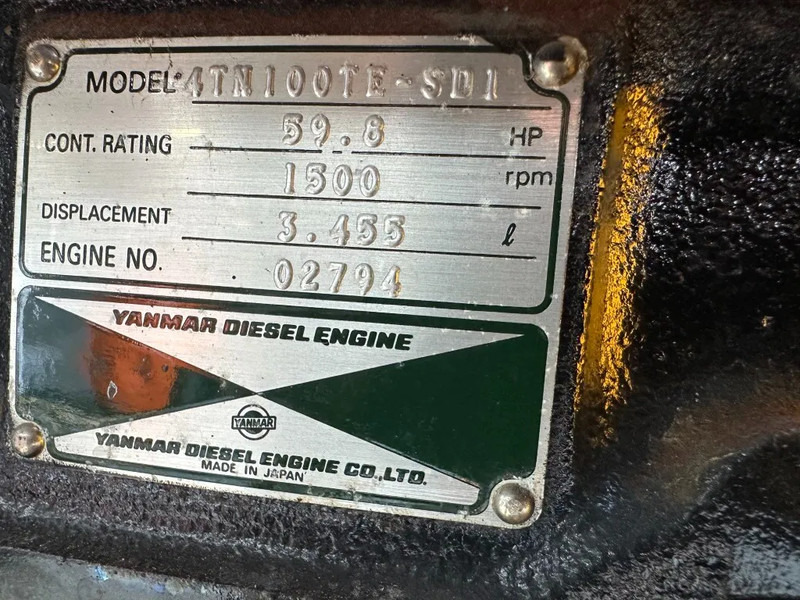 MODEL 4TN100TE-SD1
CONT. RATING 59.8 HP
1500 rpm
DISPLACEMENT 3.455 ℓ
ENGINE NO. 02794
YANMAR DIESEL ENGINE
YANMAR
YANMAR DIESEL ENGINE CO.,LTD.
MADE IN JAPAN